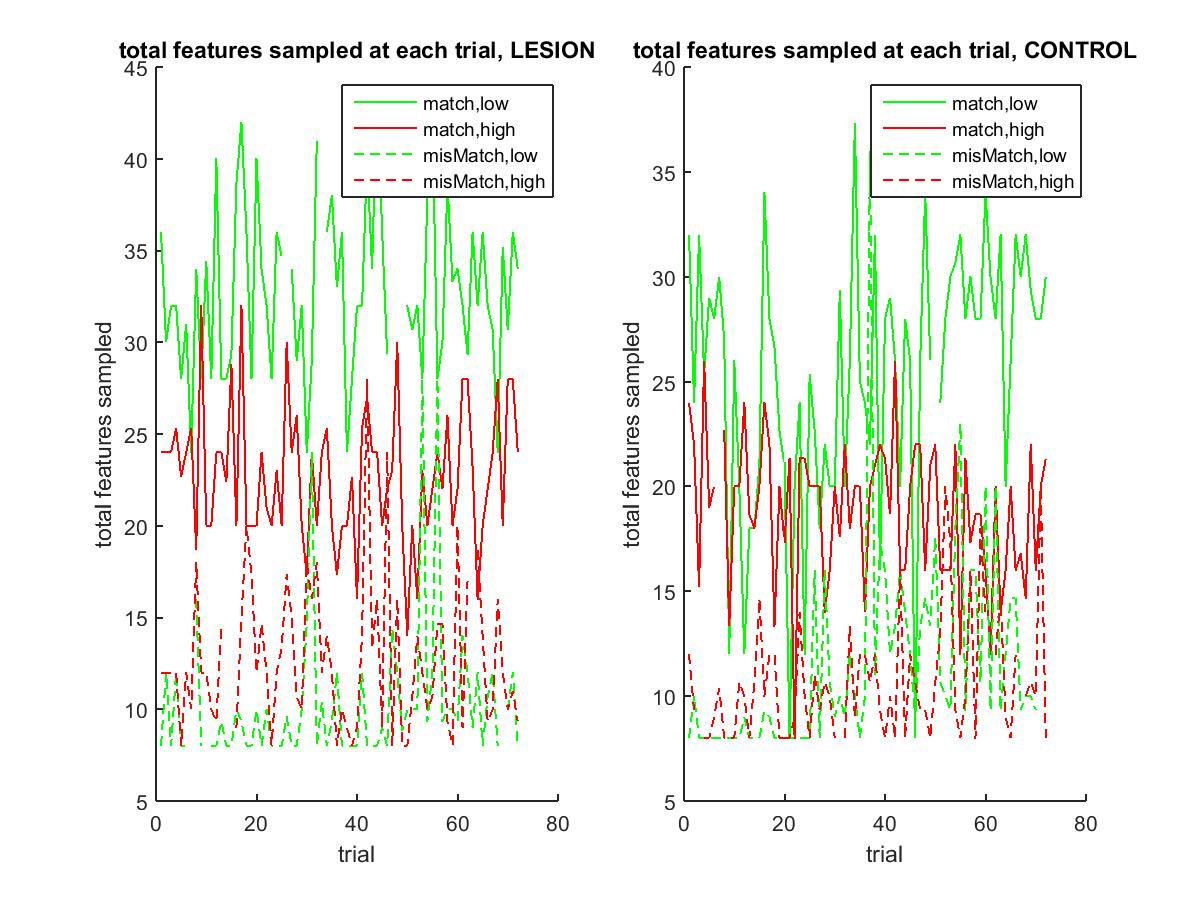 total features sampled at each trial, LESION
45
40
35
30
25
20
15
10
5
0
20
40
60
80
trial
total features sampled
match,low
match,high
misMatch,low
misMatch,high
total features sampled at each trial, CONTROL
40
35
30
25
20
15
10
5
0
20
40
60
80
trial
total features sampled
match,low
match,high
misMatch,low
misMatch,high